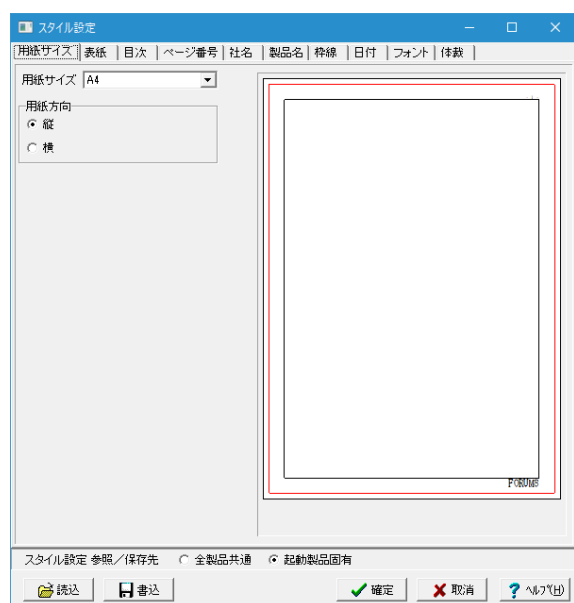 スタイル設定
用紙サイズ 表紙 目次 ページ番号 社名 製品名 枠線 日付 フォント 体裁
用紙サイズ A4
用紙方向
縦
横
FORUM8
スタイル設定 参照／保存先 全製品共通 起動製品固有
読込 書込 確定 取消 ヘルプ(H)